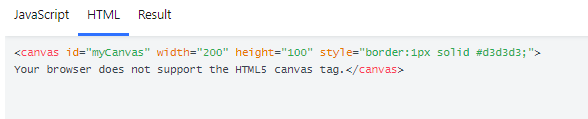 JavaScript HTML Result
<canvas id="myCanvas" width="200" height="100" style="border:1px solid #d3d3d3;">
Your browser does not support the HTML5 canvas tag.</canvas>